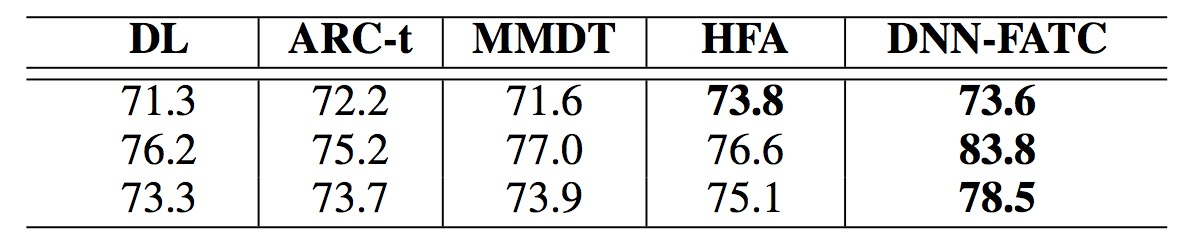 DL ARC-t MMDT HFA DNN-FATC
71.3 72.2 71.6 73.8 73.6
76.2 75.2 77.0 76.6 83.8
73.3 73.7 73.9 75.1 78.5